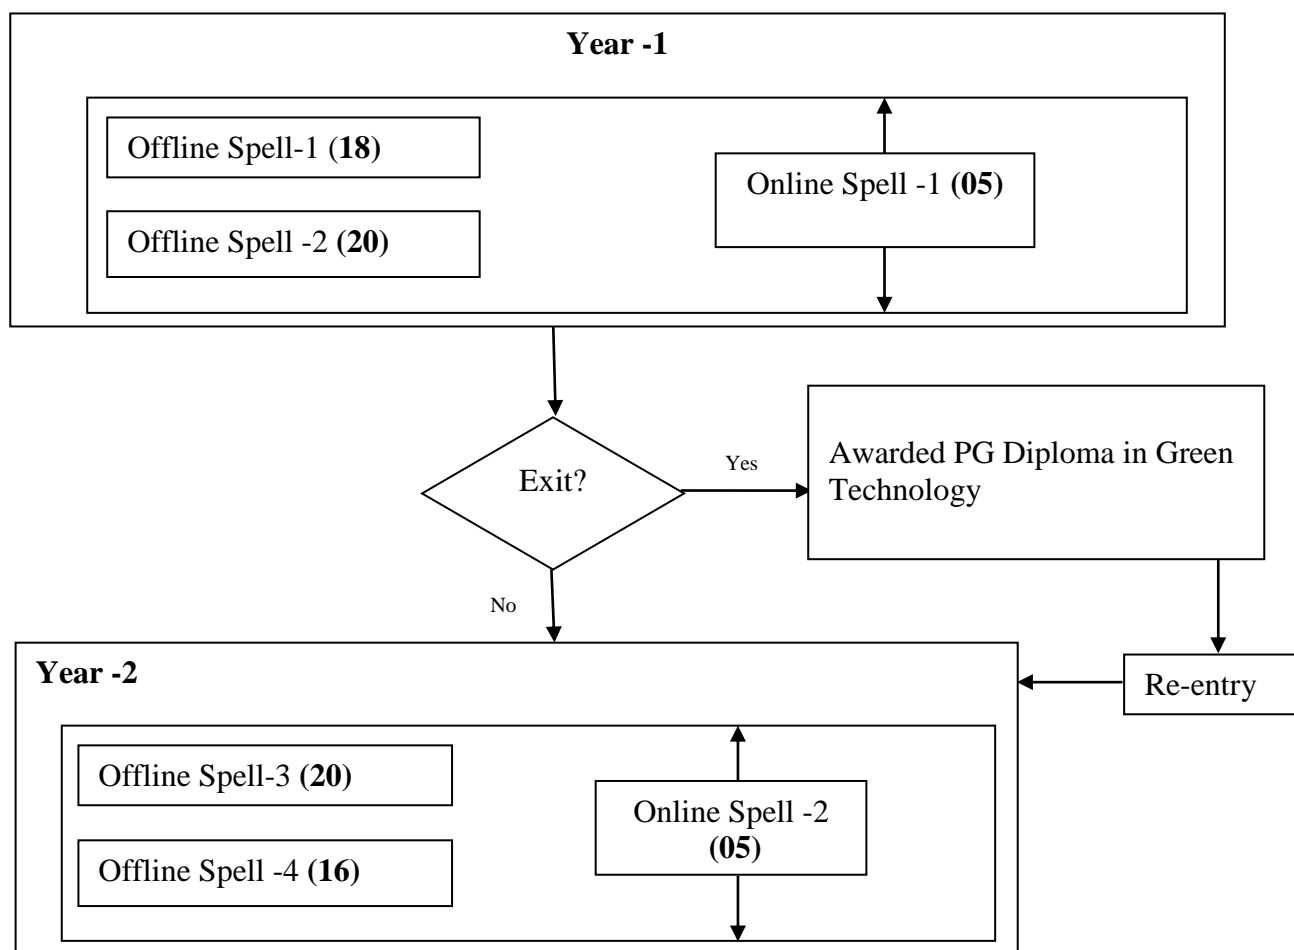 Year -1
Offline Spell-1 (18)
Online Spell -1 (05)
Offline Spell -2 (20)
Exit?
Yes
Awarded PG Diploma in Green
Technology
No
Year -2
Re-entry
Offline Spell-3 (20)
Online Spell -2
(05)
Offline Spell -4 (16)